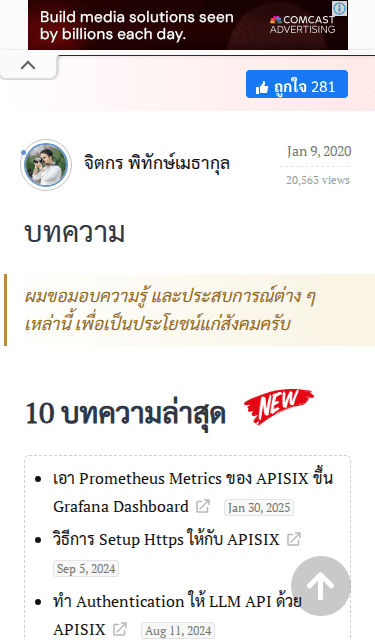 Build media solutions seen
by billions each day.
COMCAST
ADVERTISING
ถูกใจ 281
จิตกร พิทักษ์เมธากุล
Jan 9, 2020
20,563 views
บทความ
ผมขอมอบความรู้ และประสบการณ์ต่าง ๆ
เหล่านี้ เพื่อเป็นประโยชน์แก่สังคมครับ
10 บทความล่าสุด NEW
เอา Prometheus Metrics ของ APISIX ขึ้น
Grafana Dashboard Jan 30, 2025
วิธีการ Setup Https ให้กับ APISIX
Sep 5, 2024
ทำ Authentication ให้ LLM API ด้วย
APISIX Aug 11, 2024